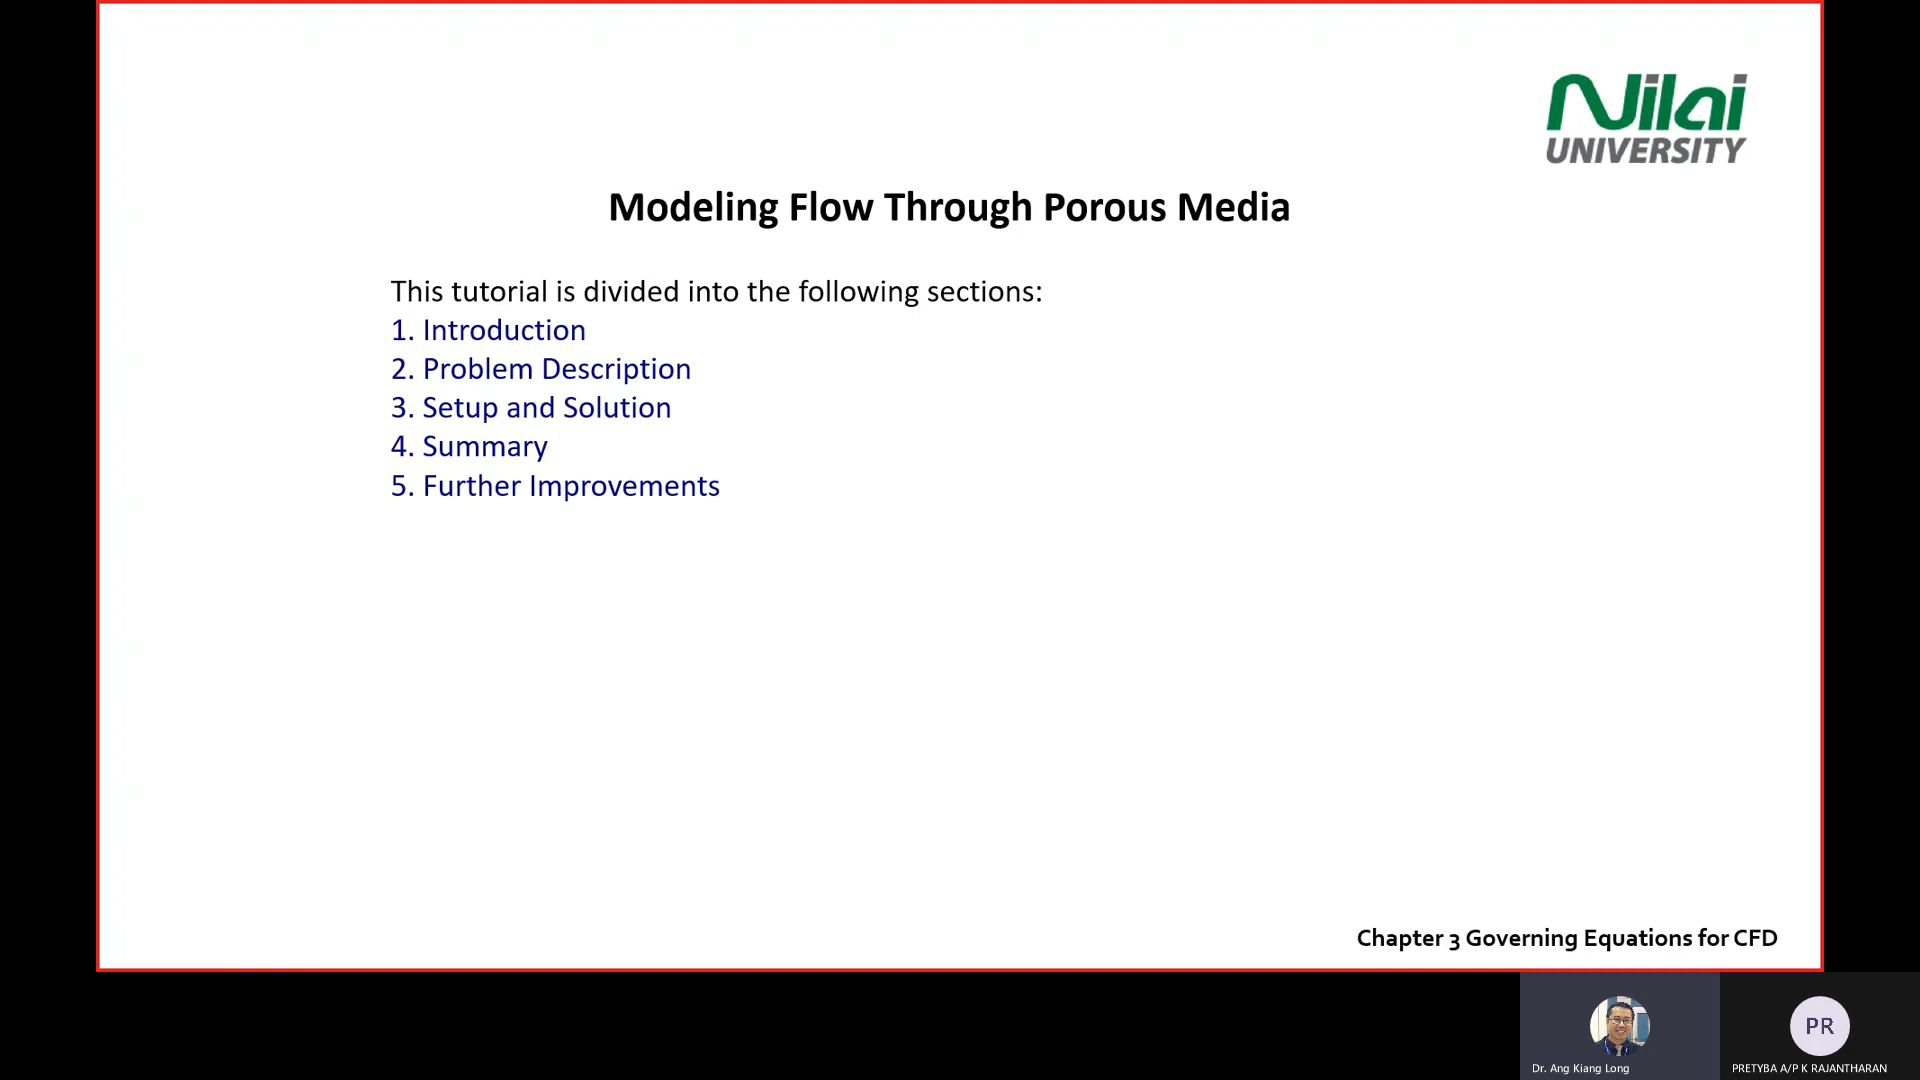 Nilai
UNIVERSITY
Modeling Flow Through Porous Media
This tutorial is divided into the following sections:
1. Introduction
2. Problem Description
3. Setup and Solution
4. Summary
5. Further Improvements
Chapter 3 Governing Equations for CFD
PR
Dr. Ang Kiang Long
PRETYBA A/P K RAJANTHARAN